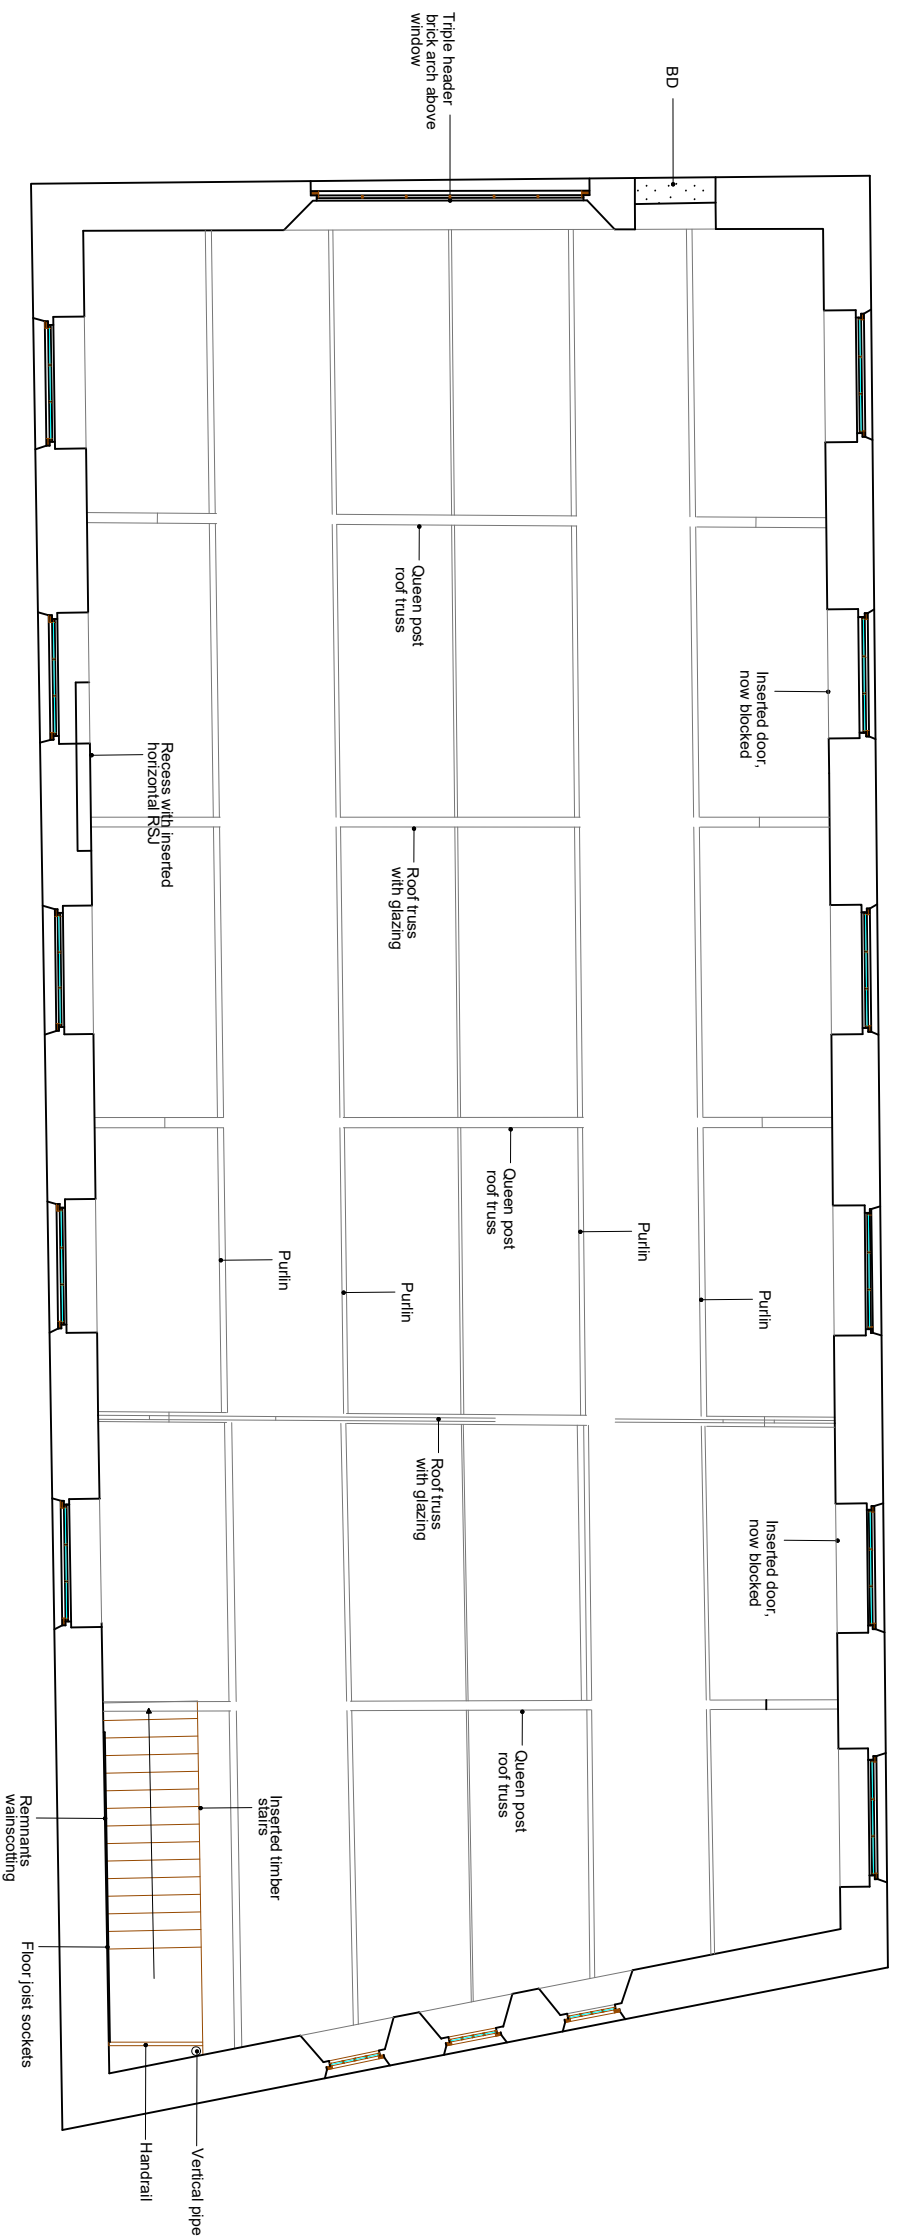 Triple header
brick arch above
window
BD
Queen post
roof truss
Inserted door,
now blocked
Recess with inserted
horizontal RSJ
Roof truss
with glazing
Queen post
roof truss
Purlin
Purlin
Purlin
Purlin
Roof truss
with glazing
Inserted door,
now blocked
Queen post
roof truss
Inserted timber
stairs
Remnants
wainscotting
Floor joist sockets
Handrail
Vertical pipe